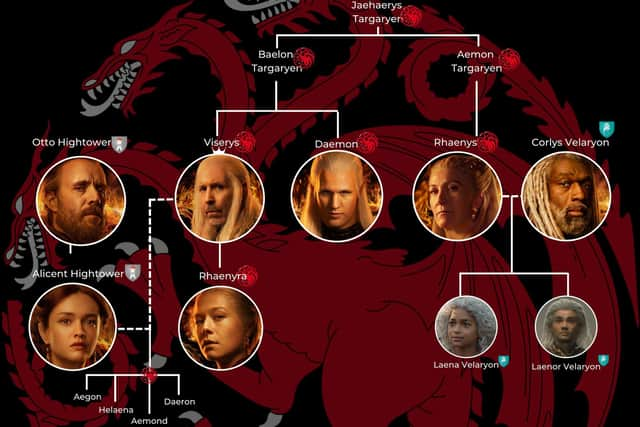 Jaehaerys
Targaryen
Baelon
Targaryen
Aemon
Targaryen
Otto Hightower
Viserys
Daemon
Rhaenys
Corlys Velaryon
Alicent Hightower
Rhaenyra
Laena Velaryon
Laenor Velaryon
Aegon
Helaena
Aemond
Daeron